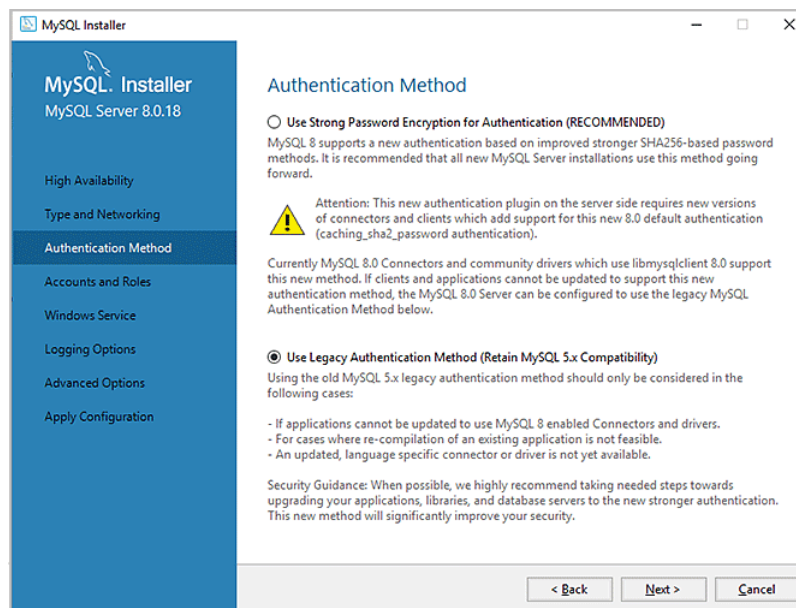 MySQL Installer
MySQL. Installer
MySQL Server 8.0.18
High Availability
Type and Networking
Authentication Method
Accounts and Roles
Windows Service
Logging Options
Advanced Options
Apply Configuration
Authentication Method
Use Strong Password Encryption for Authentication (RECOMMENDED)
MySQL 8 supports a new authentication based on improved stronger SHA256-based password
methods. It is recommended that all new MySQL Server installations use this method going
forward.
Attention: This new authentication plugin on the server side requires new versions
of connectors and clients which add support for this new 8.0 default authentication
(caching_sha2_password authentication).
Currently MySQL 8.0 Connectors and community drivers which use libmysqlclient 8.0 support
this new method. If clients and applications cannot be updated to support this new
authentication method, the MySQL 8.0 Server can be configured to use the legacy MySQL
Authentication Method below.
Use Legacy Authentication Method (Retain MySQL 5.x Compatibility)
Using the old MySQL 5.x legacy authentication method should only be considered in the
following cases:
- If applications cannot be updated to use MySQL 8 enabled Connectors and drivers.
- For cases where re-compilation of an existing application is not feasible.
- An updated, language specific connector or driver is not yet available.
Security Guidance: When possible, we highly recommend taking needed steps towards
upgrading your applications, libraries, and database servers to the new stronger authentication.
This new method will significantly improve your security.
< Back
Next >
Cancel